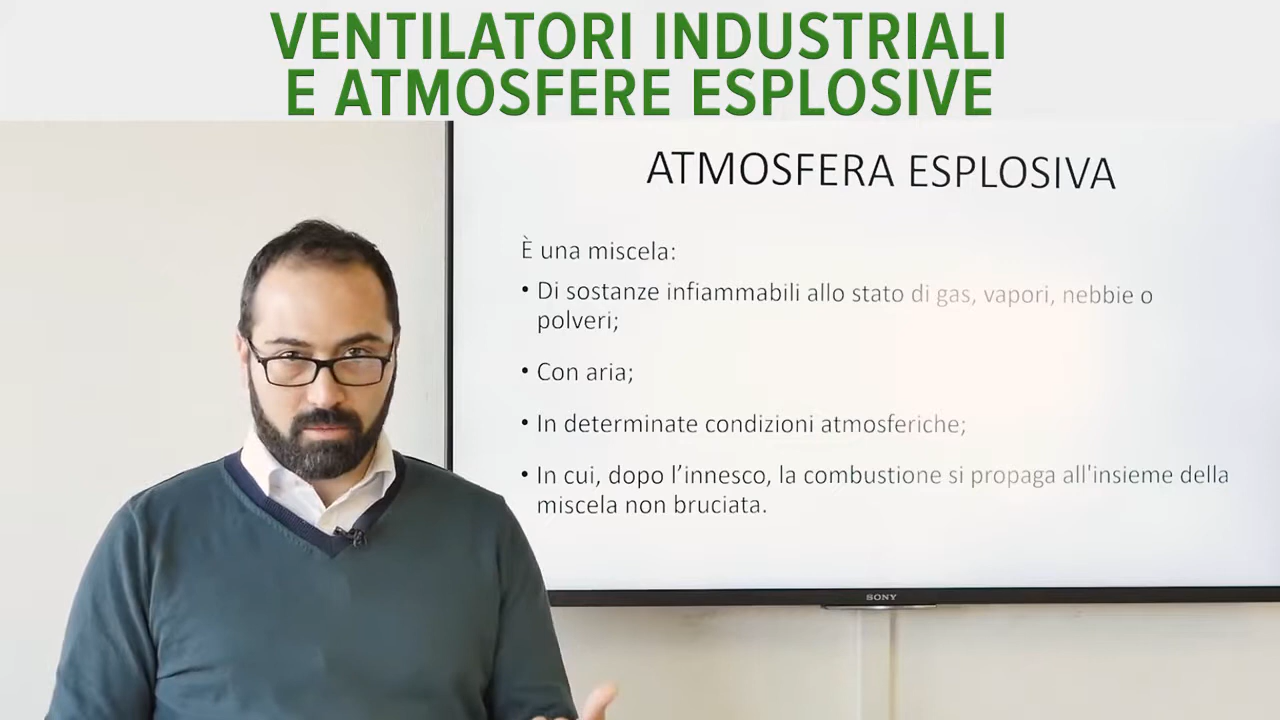 VENTILATORI INDUSTRIALI
E ATMOSFERE ESPLOSIVE
ATMOSFERA ESPLOSIVA
È una miscela:
• Di sostanze infiammabili allo stato di gas, vapori, nebbie o
polveri;
• Con aria;
• In determinate condizioni atmosferiche;
• In cui, dopo l’innesco, la combustione si propaga all'insieme della
miscela non bruciata.
SONY